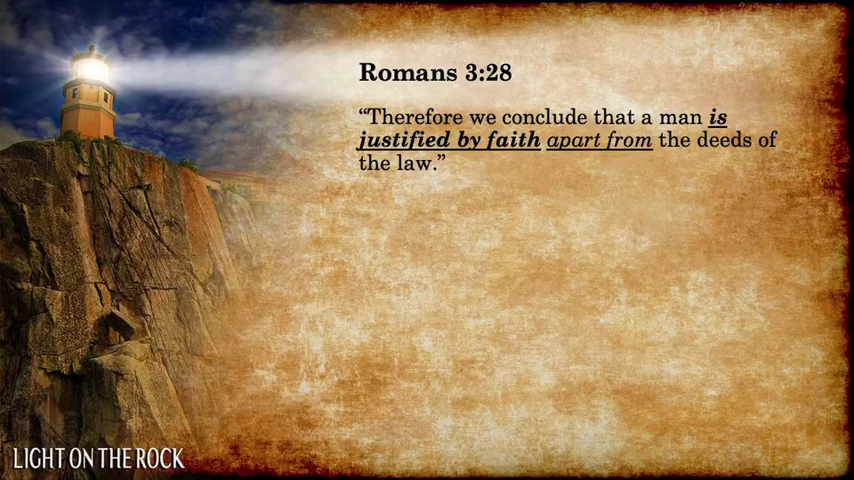 Romans 3:28
“Therefore we conclude that a man is
justified by faith apart from the deeds of
the law.”
LIGHT ON THE ROCK